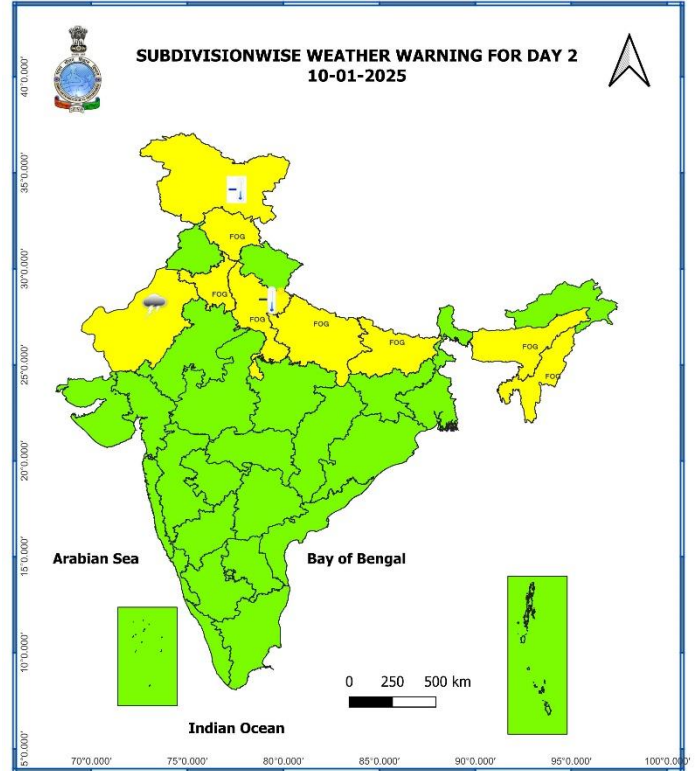 SUBDIVISIONWISE WEATHER WARNING FOR DAY 2
10-01-2025
40°0.000'
35°0.000'
30°0.000'
25°0.000'
20°0.000'
15°0.000'
10°0.000'
5°0.000'
FOG
FOG
FOG
FOG
FOG
FOG
FOG
Arabian Sea
Bay of Bengal
0 250 500 km
Indian Ocean
70°0.000' 75°0.000' 80°0.000' 85°0.000' 90°0.000' 95°0.000' 100°0.000'